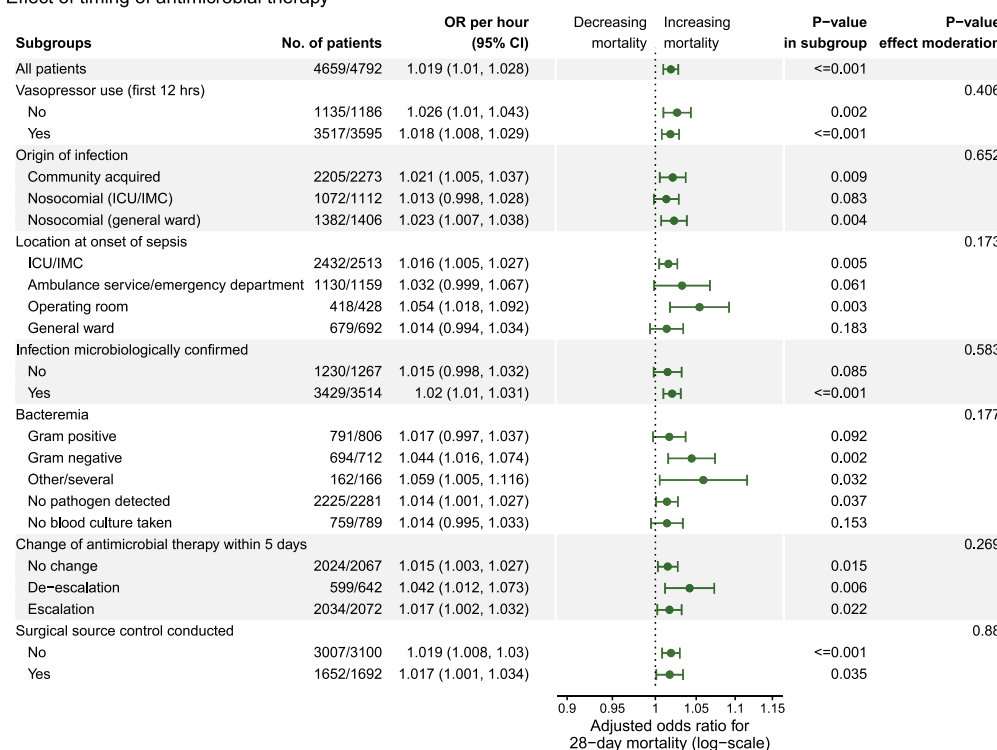 Effect of timing of antimicrobial therapy
OR per hour Decreasing Increasing P−value P−value
Subgroups No. of patients (95% CI) mortality mortality in subgroup effect moderation
All patients 4659/4792 1.019 (1.01, 1.028) <=0.001
Vasopressor use (first 12 hrs) 0.406
No 1135/1186 1.026 (1.01, 1.043) 0.002
Yes 3517/3595 1.018 (1.008, 1.029) <=0.001
Origin of infection 0.652
Community acquired 2205/2273 1.021 (1.005, 1.037) 0.009
Nosocomial (ICU/IMC) 1072/1112 1.013 (0.998, 1.028) 0.083
Nosocomial (general ward) 1382/1406 1.023 (1.007, 1.038) 0.004
Location at onset of sepsis 0.173
ICU/IMC 2432/2513 1.016 (1.005, 1.027) 0.005
Ambulance service/emergency department 1130/1159 1.032 (0.999, 1.067) 0.061
Operating room 418/428 1.054 (1.018, 1.092) 0.003
General ward 679/692 1.014 (0.994, 1.034) 0.183
Infection microbiologically confirmed 0.583
No 1230/1267 1.015 (0.998, 1.032) 0.085
Yes 3429/3514 1.02 (1.01, 1.031) <=0.001
Bacteremia 0.177
Gram positive 791/806 1.017 (0.997, 1.037) 0.092
Gram negative 694/712 1.044 (1.016, 1.074) 0.002
Other/several 162/166 1.059 (1.005, 1.116) 0.032
No pathogen detected 2225/2281 1.014 (1.001, 1.027) 0.037
No blood culture taken 759/789 1.014 (0.995, 1.033) 0.153
Change of antimicrobial therapy within 5 days 0.269
No change 2024/2067 1.015 (1.003, 1.027) 0.015
De−escalation 599/642 1.042 (1.012, 1.073) 0.006
Escalation 2034/2072 1.017 (1.002, 1.032) 0.022
Surgical source control conducted 0.88
No 3007/3100 1.019 (1.008, 1.03) <=0.001
Yes 1652/1692 1.017 (1.001, 1.034) 0.035
0.9 0.95 1 1.05 1.1 1.15
Adjusted odds ratio for
28−day mortality (log−scale)